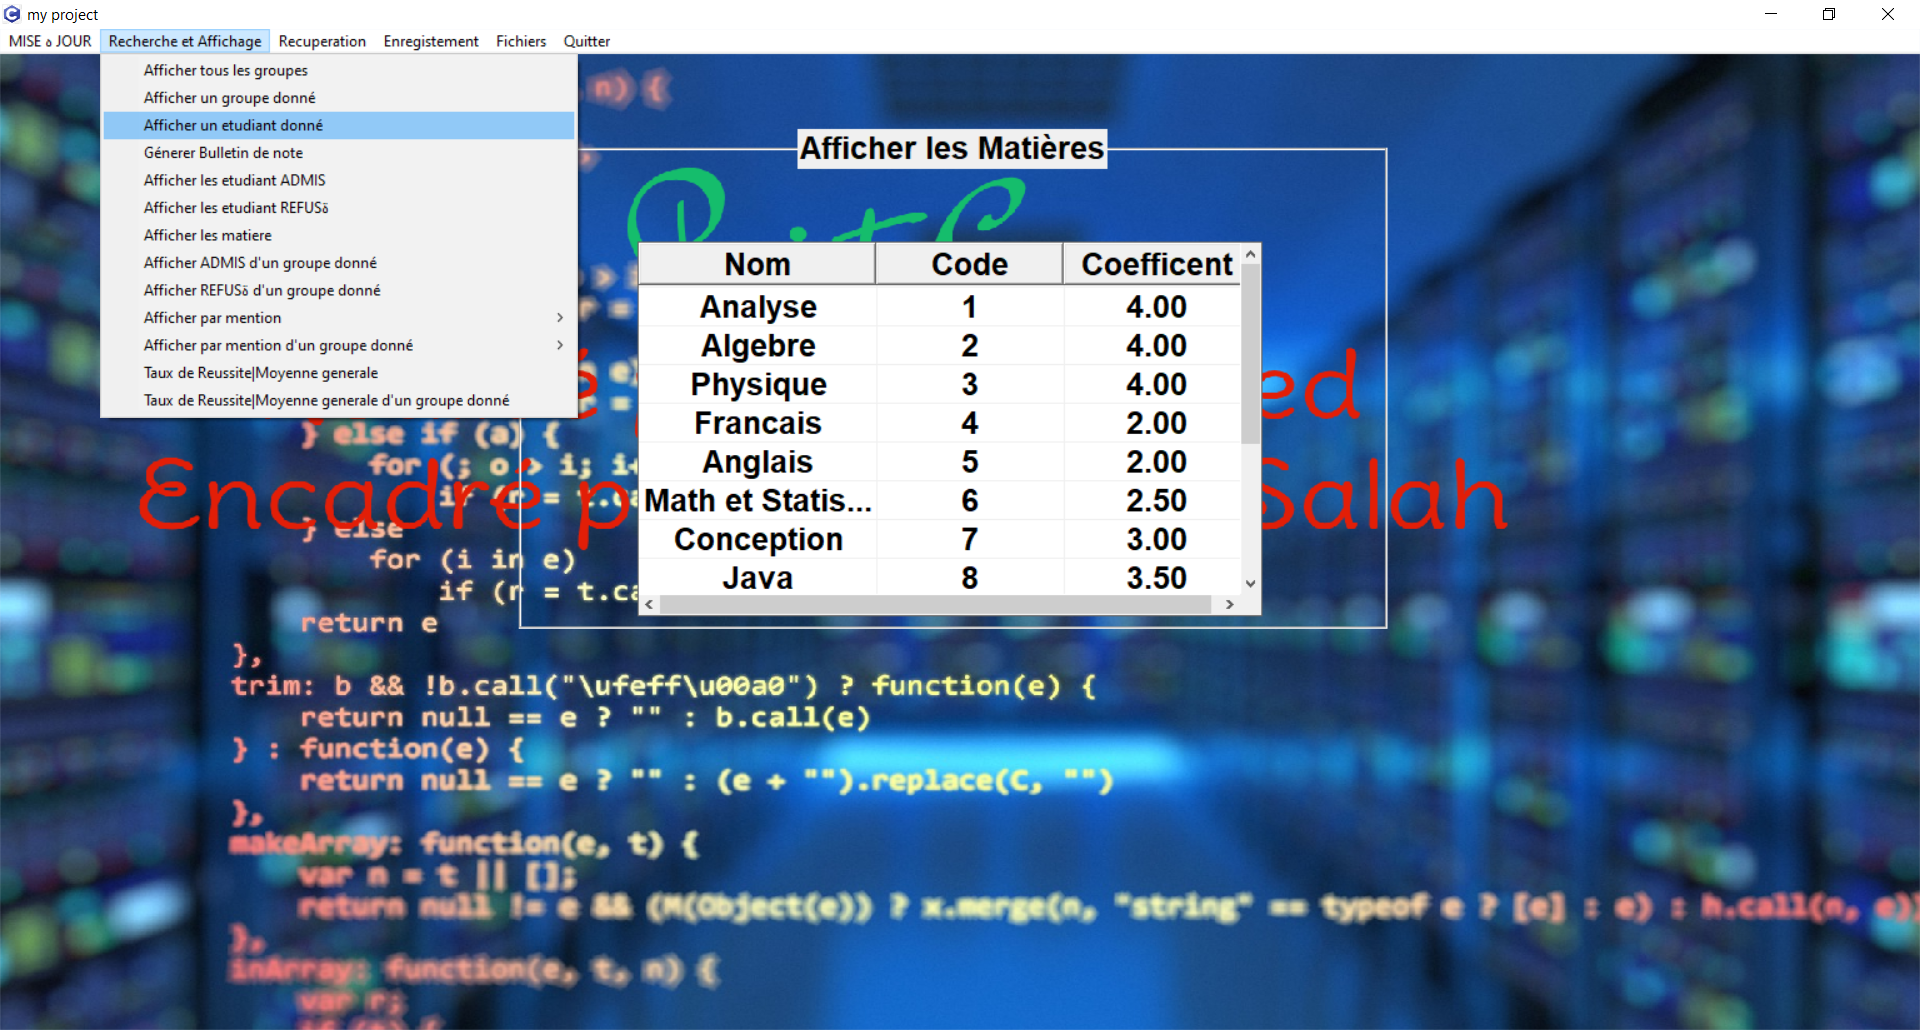 my project
MISE ة JOUR Recherche et Affichage Recuperation Enregistement Fichiers Quitter
Afficher tous les groupes
Afficher un groupe donné
Afficher un etudiant donné
Génerer Bulletin de note
Afficher les etudiant ADMIS
Afficher les etudiant REFUSة
Afficher les matiere
Afficher ADMIS d'un groupe donné
Afficher REFUSة d'un groupe donné
Afficher par mention
Afficher par mention d'un groupe donné
Taux de Reussite|Moyenne generale
Taux de Reussite|Moyenne generale d'un groupe donné
Afficher les Matières
Nom Code Coefficent
Analyse 1 4.00
Algebre 2 4.00
Physique 3 4.00
Francais 4 2.00
Anglais 5 2.00
Math et Statis... 6 2.50
Conception 7 3.00
Java 8 3.50
ed
Encadré p Salah
n) {
} else if (a) {
for (; o > i; i+
if (r = t.ca
} else
for (i in e)
if (r = t.ca
return e
},
trim: b && !b.call("\ufeff\u00a0") ? function(e) {
return null == e ? "" : b.call(e)
} : function(e) {
return null == e ? "" : (e + "").replace(C, "")
},
makeArray: function(e, t) {
var n = t || [];
return null != e && (M(Object(e)) ? x.merge(n, "string" == typeof e ? [e] : e) : h.call(n, e))
},
inArray: function(e, t, n) {
var r;
if (t) {